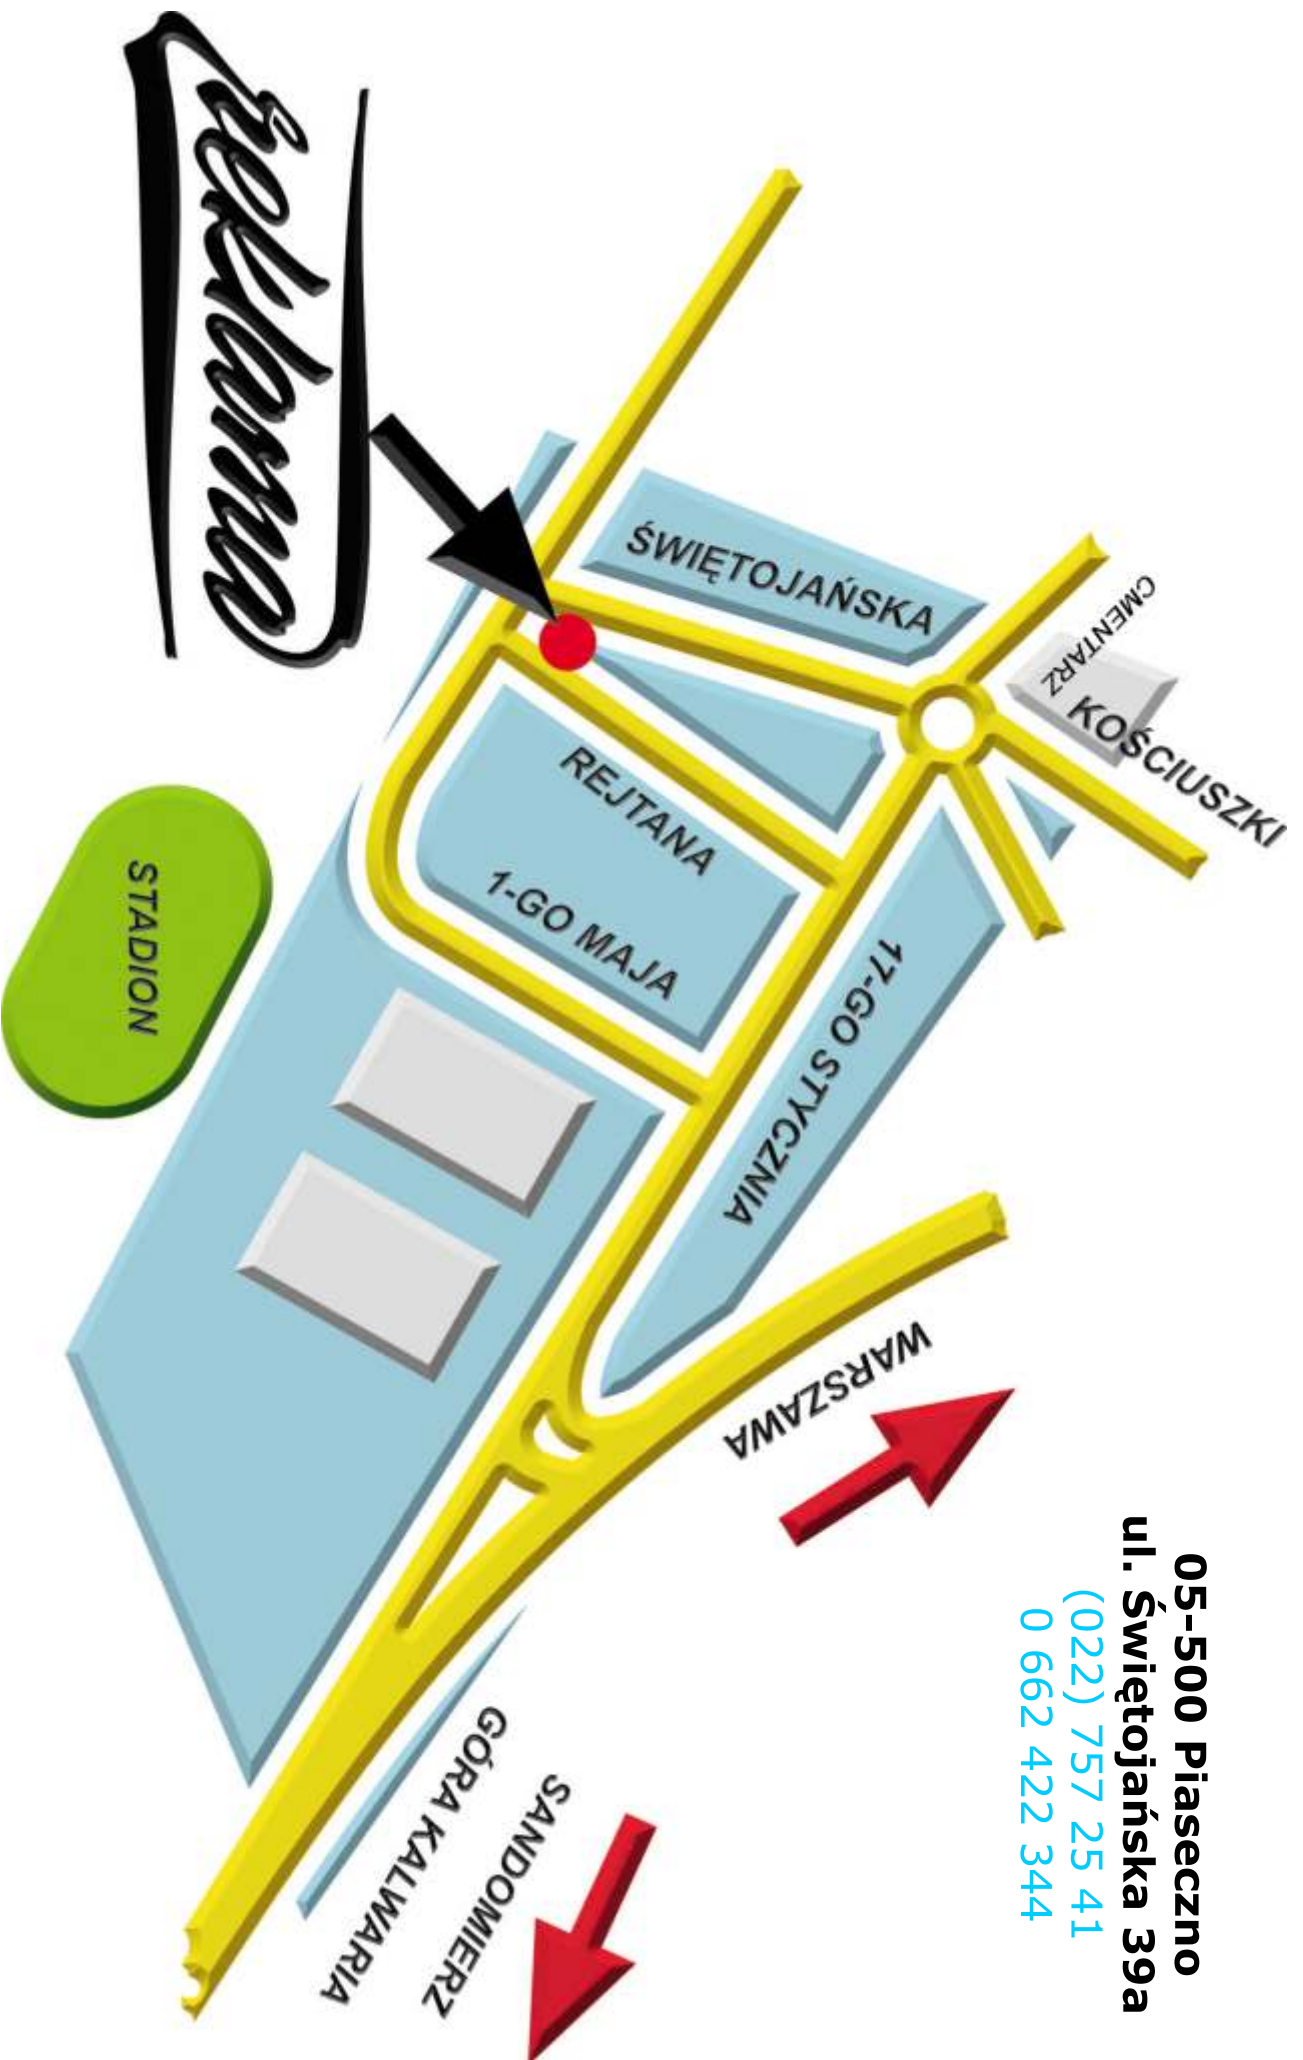 05-500 Piaseczno
ul. Świętojańska 39a
(022) 757 25 41
0 662 422 344
KOŚCIUSZKI
CMENTARZ
ŚWIĘTOJAŃSKA
17-GO STYCZNIA
WARSZAWA
REJTANA
1-GO MAJA
SANDOMIERZ
GÓRA KALWARIA
reklama
STADION